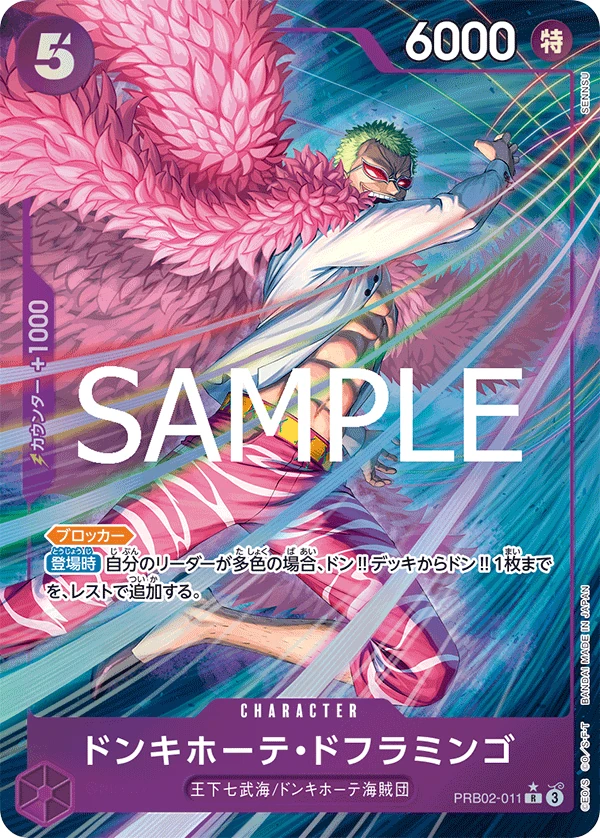 5
6000 特
SENNSU
カウンター+1000
SAMPLE
ブロッカー
登場時 自分のリーダーが多色の場合、ドン!!デッキからドン!!1枚まで
を、レストで追加する。
CHARACTER
ドンキホーテ・ドフラミンゴ
王下七武海/ドンキホーテ海賊団
PRB02-011 R 3
©E.O/S ©E.O./S･F･T BANDAI MADE IN JAPAN